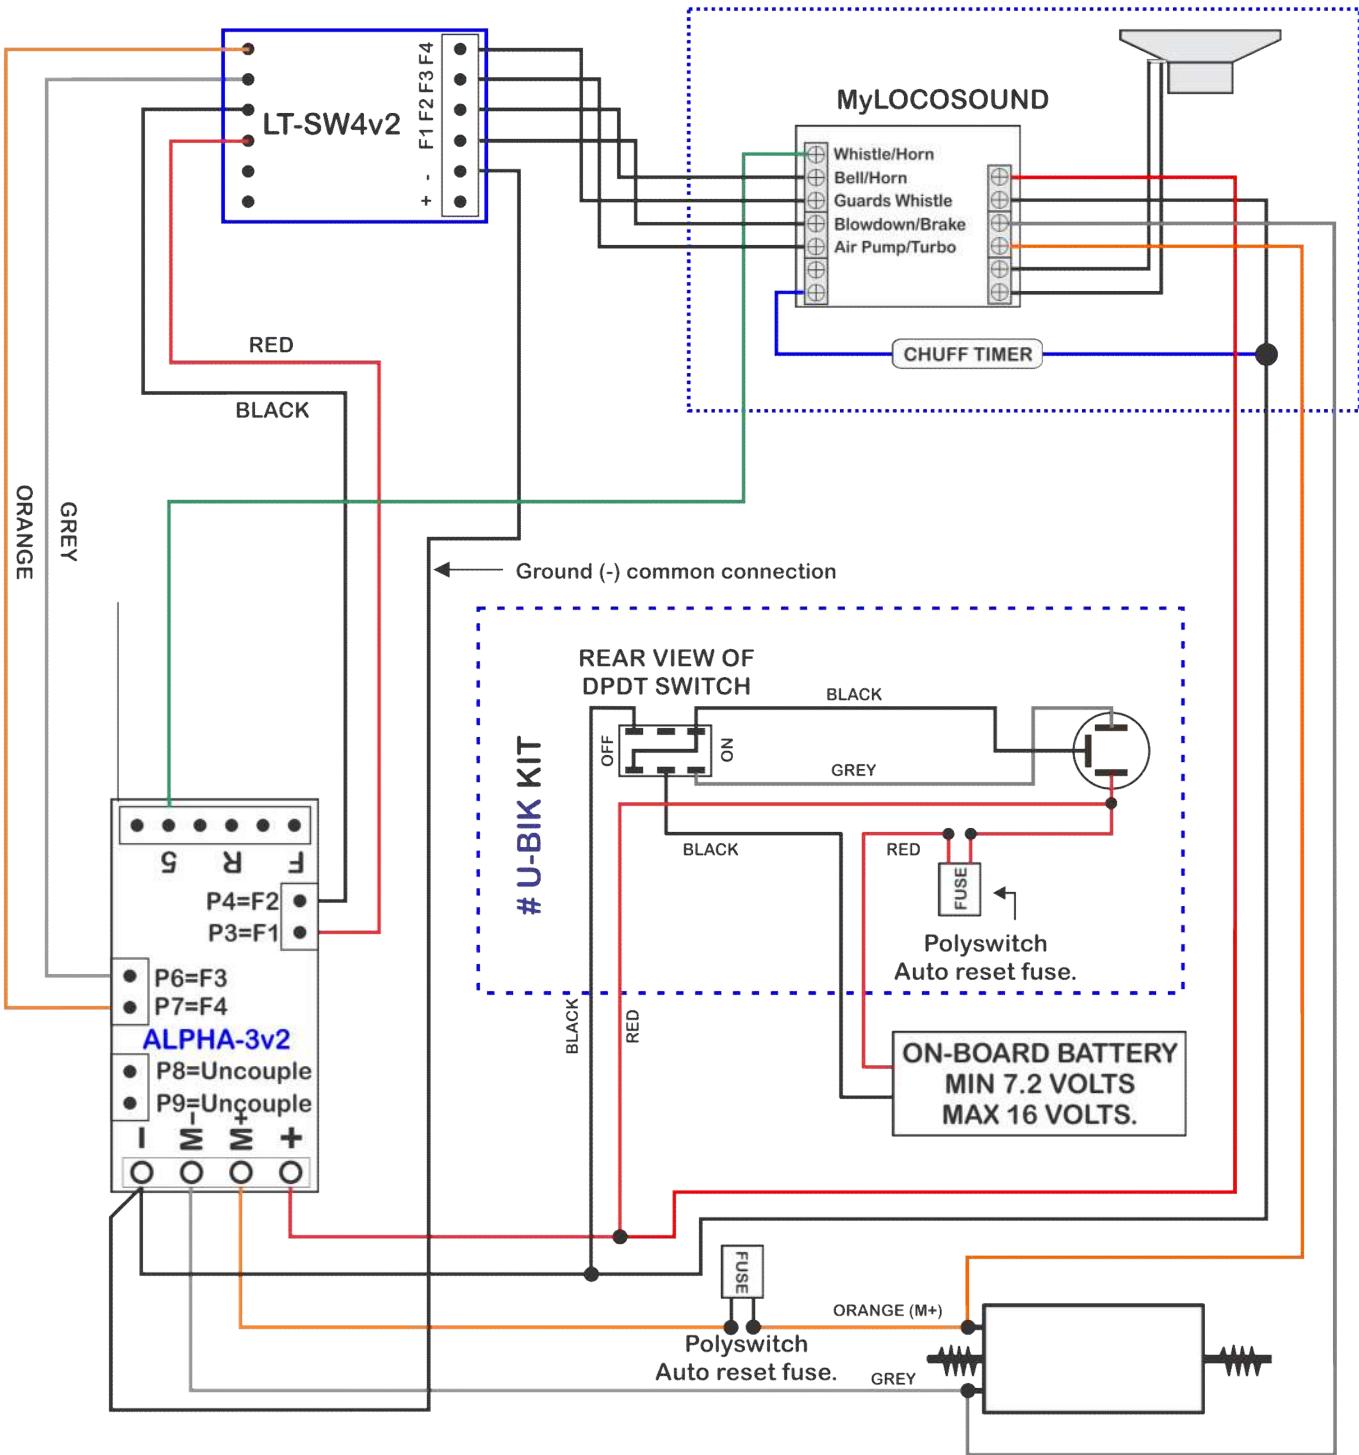 LT-SW4v2
F4
F3
F2
F1
-
+
MyLOCOSOUND
Whistle/Horn
Bell/Horn
Guards Whistle
Blowdown/Brake
Air Pump/Turbo
CHUFF TIMER
RED
BLACK
ORANGE
GREY
Ground (-) common connection
REAR VIEW OF
DPDT SWITCH
OFF
ON
BLACK
GREY
# U-BIK KIT
BLACK
RED
FUSE
Polyswitch
Auto reset fuse.
BLACK
RED
ON-BOARD BATTERY
MIN 7.2 VOLTS
MAX 16 VOLTS.
5 R F
P4=F2
P3=F1
P6=F3
P7=F4
ALPHA-3v2
P8=Uncouple
P9=Uncouple
– M- M+ +
FUSE
Polyswitch
Auto reset fuse.
ORANGE (M+)
GREY